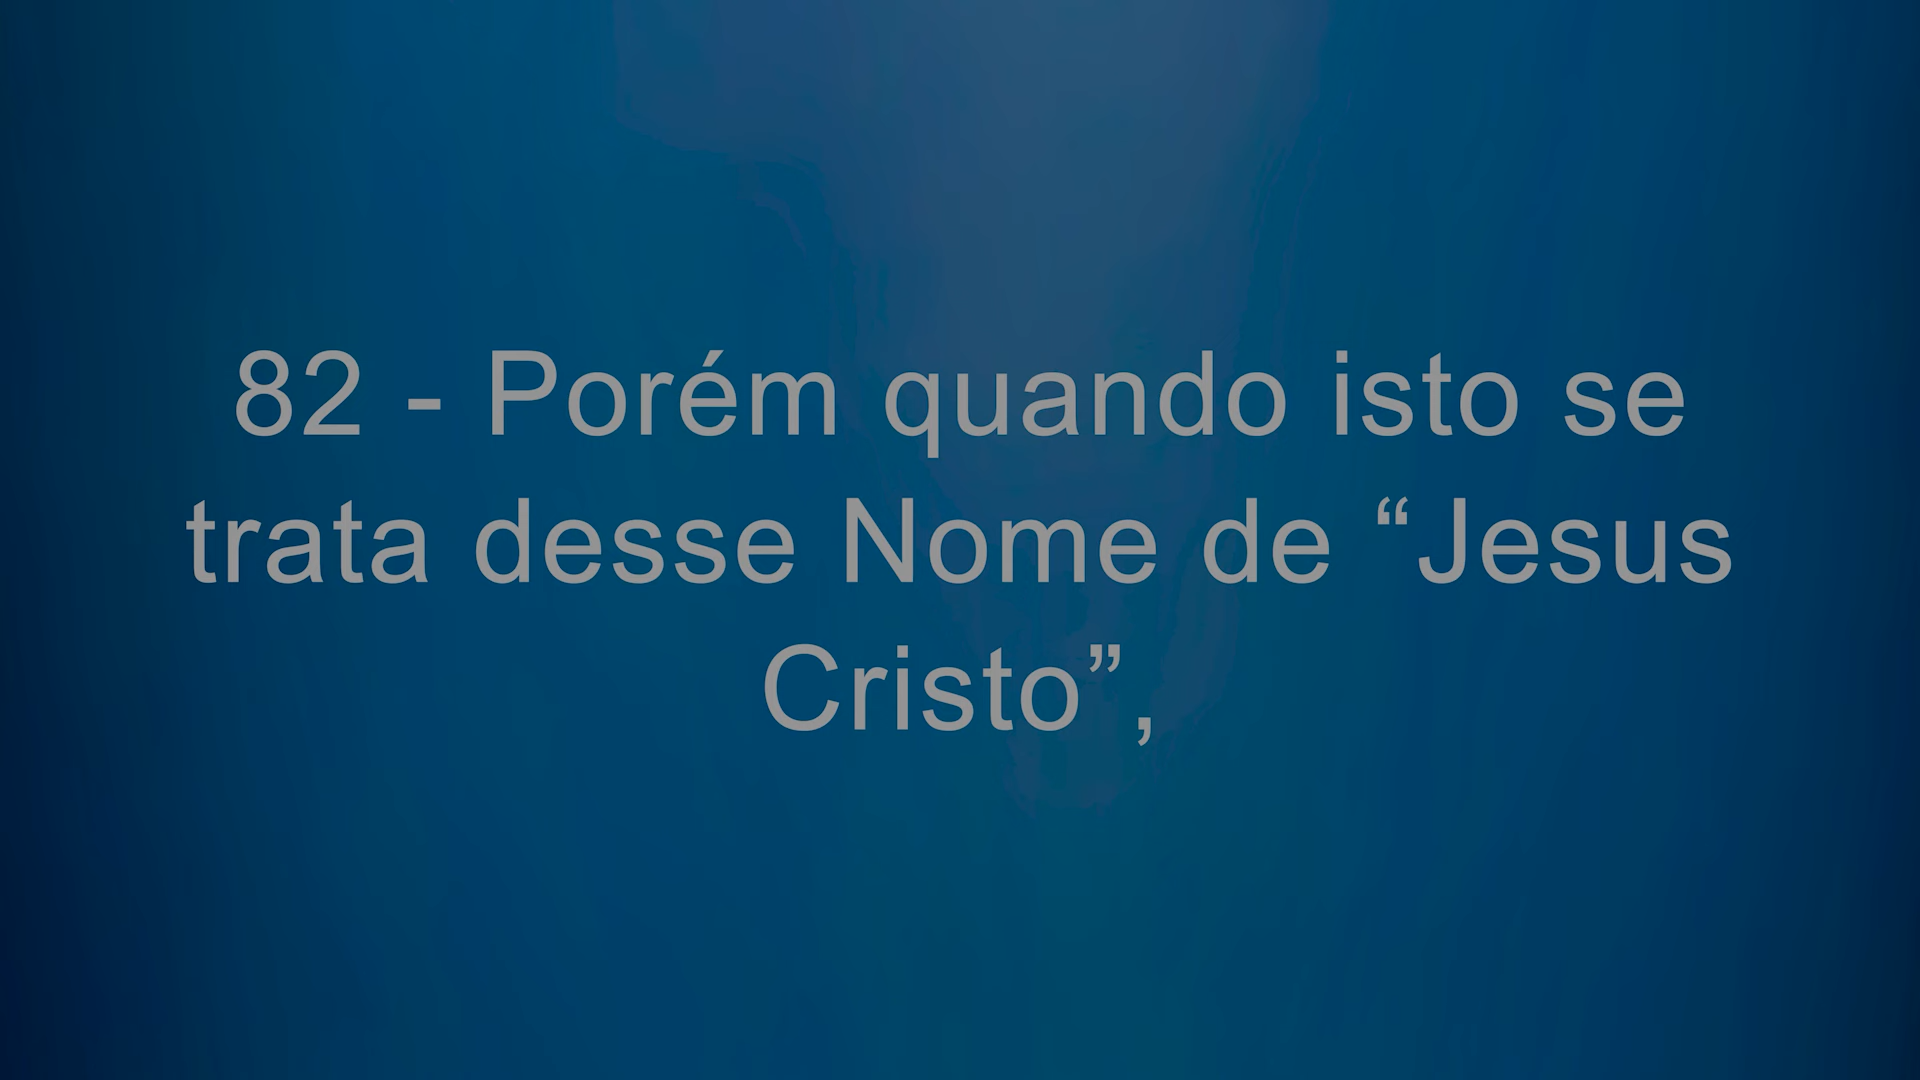 82 - Porém quando isto se
trata desse Nome de “Jesus
Cristo”,